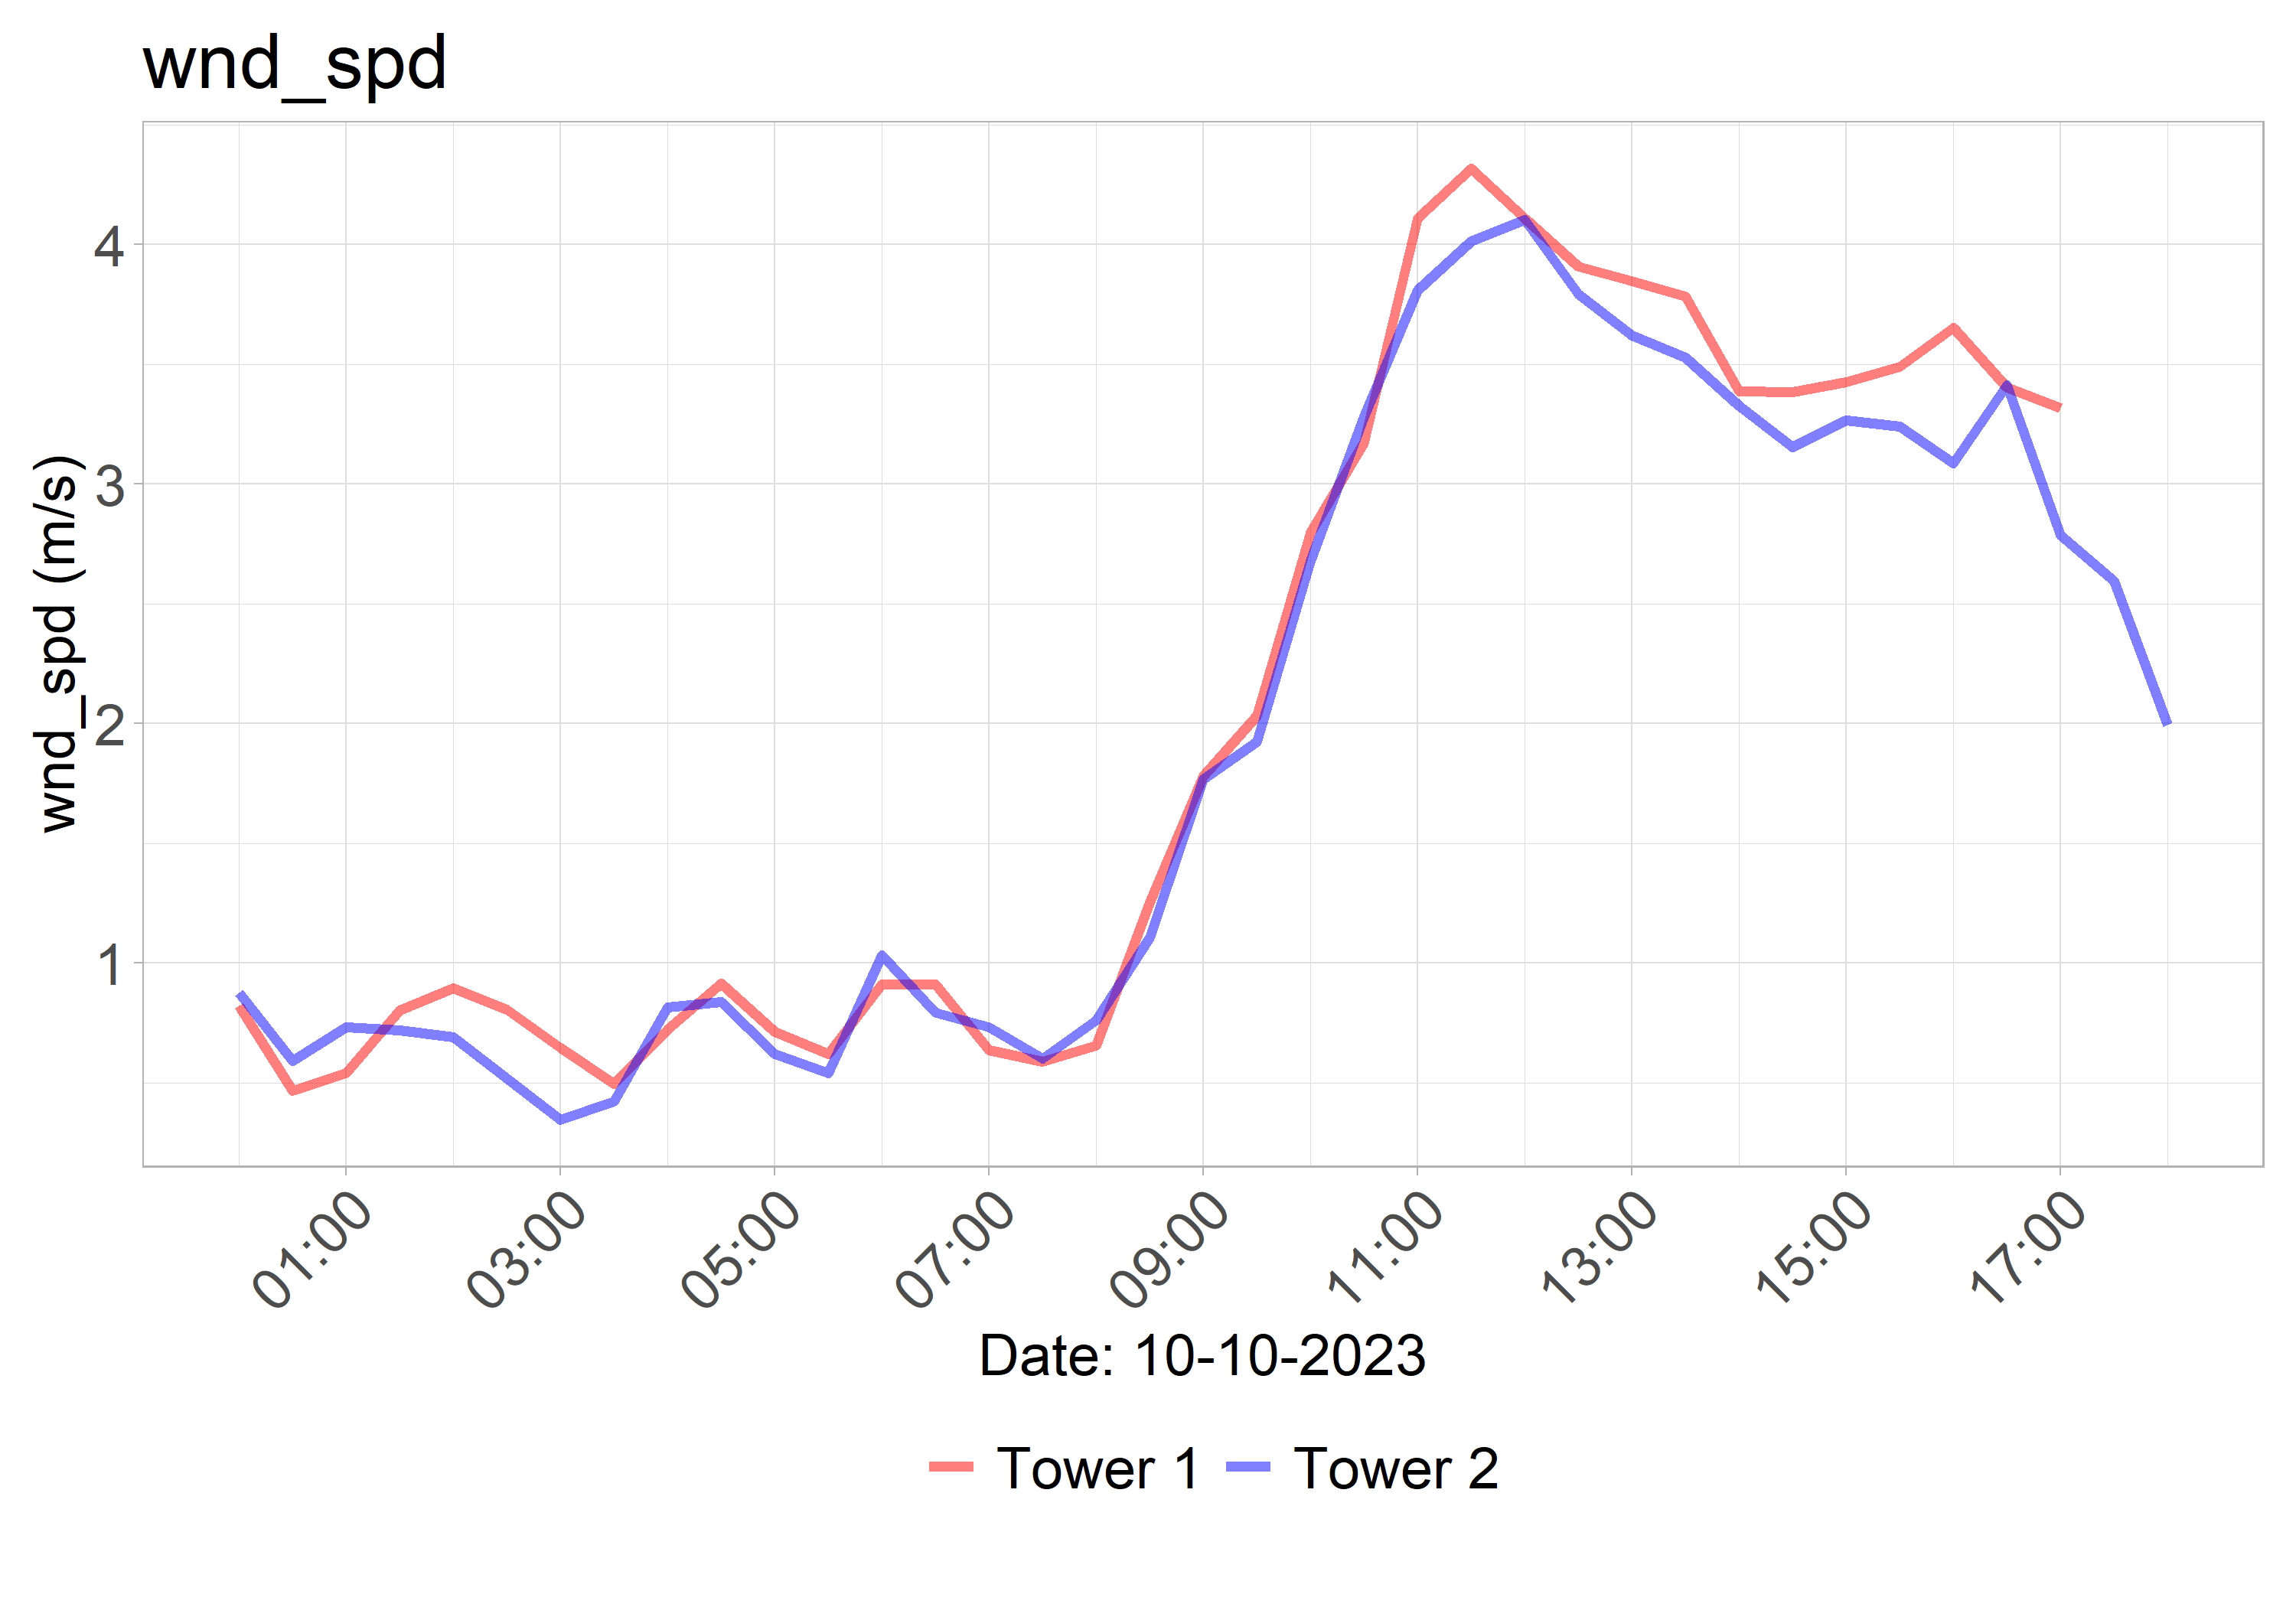 wnd_spd
wnd_spd (m/s)
4
3
2
1
01:00 03:00 05:00 07:00 09:00 11:00 13:00 15:00 17:00
Date: 10-10-2023
Tower 1 Tower 2